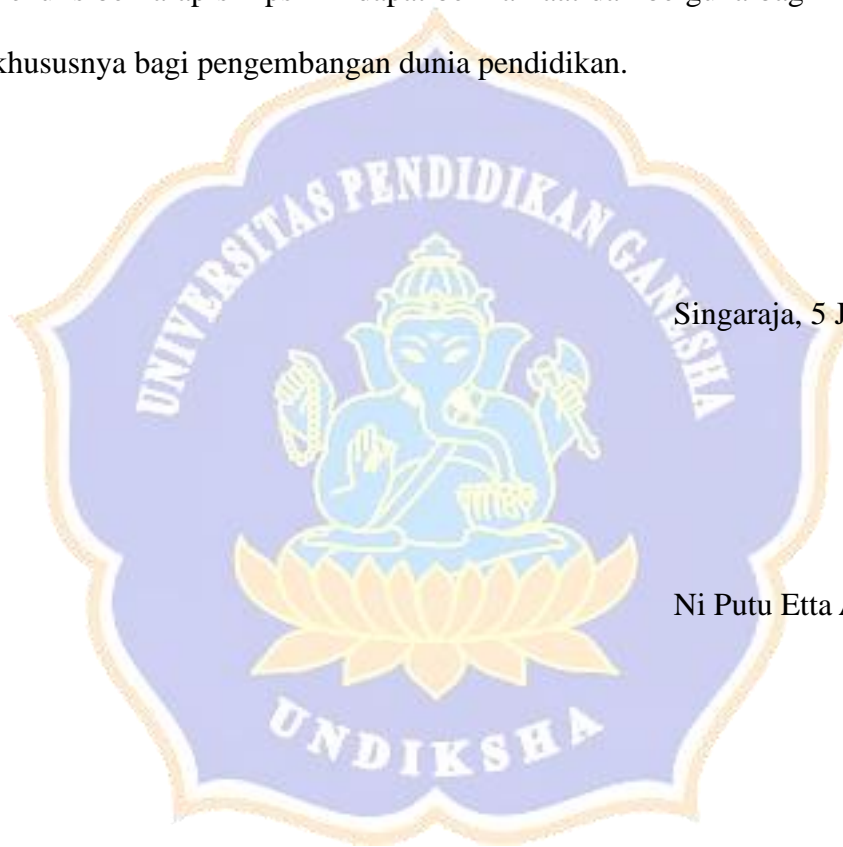 khususnya bagi pengembangan dunia pendidikan.
UNIVERSITAS PENDIDIKAN GANESHA
Singaraja, 5 J
Ni Putu Etta
UNDIKSHA